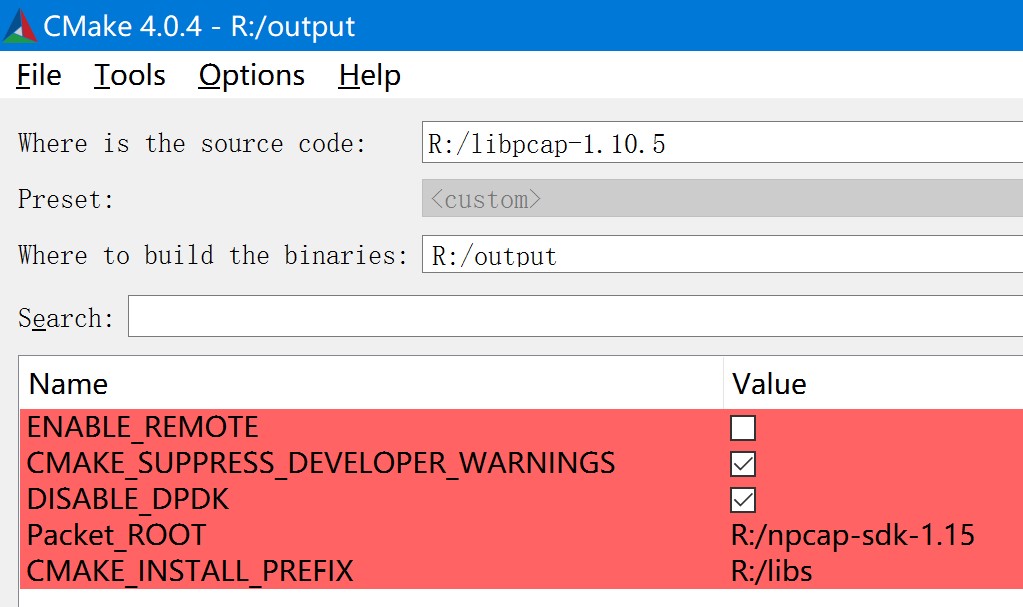 CMake 4.0.4 - R:/output
File Tools Options Help
Where is the source code: R:/libpcap-1.10.5
Preset: <custom>
Where to build the binaries: R:/output
Search:
Name Value
ENABLE_REMOTE
CMAKE_SUPPRESS_DEVELOPER_WARNINGS
DISABLE_DPDK
Packet_ROOT R:/npcap-sdk-1.15
CMAKE_INSTALL_PREFIX R:/libs